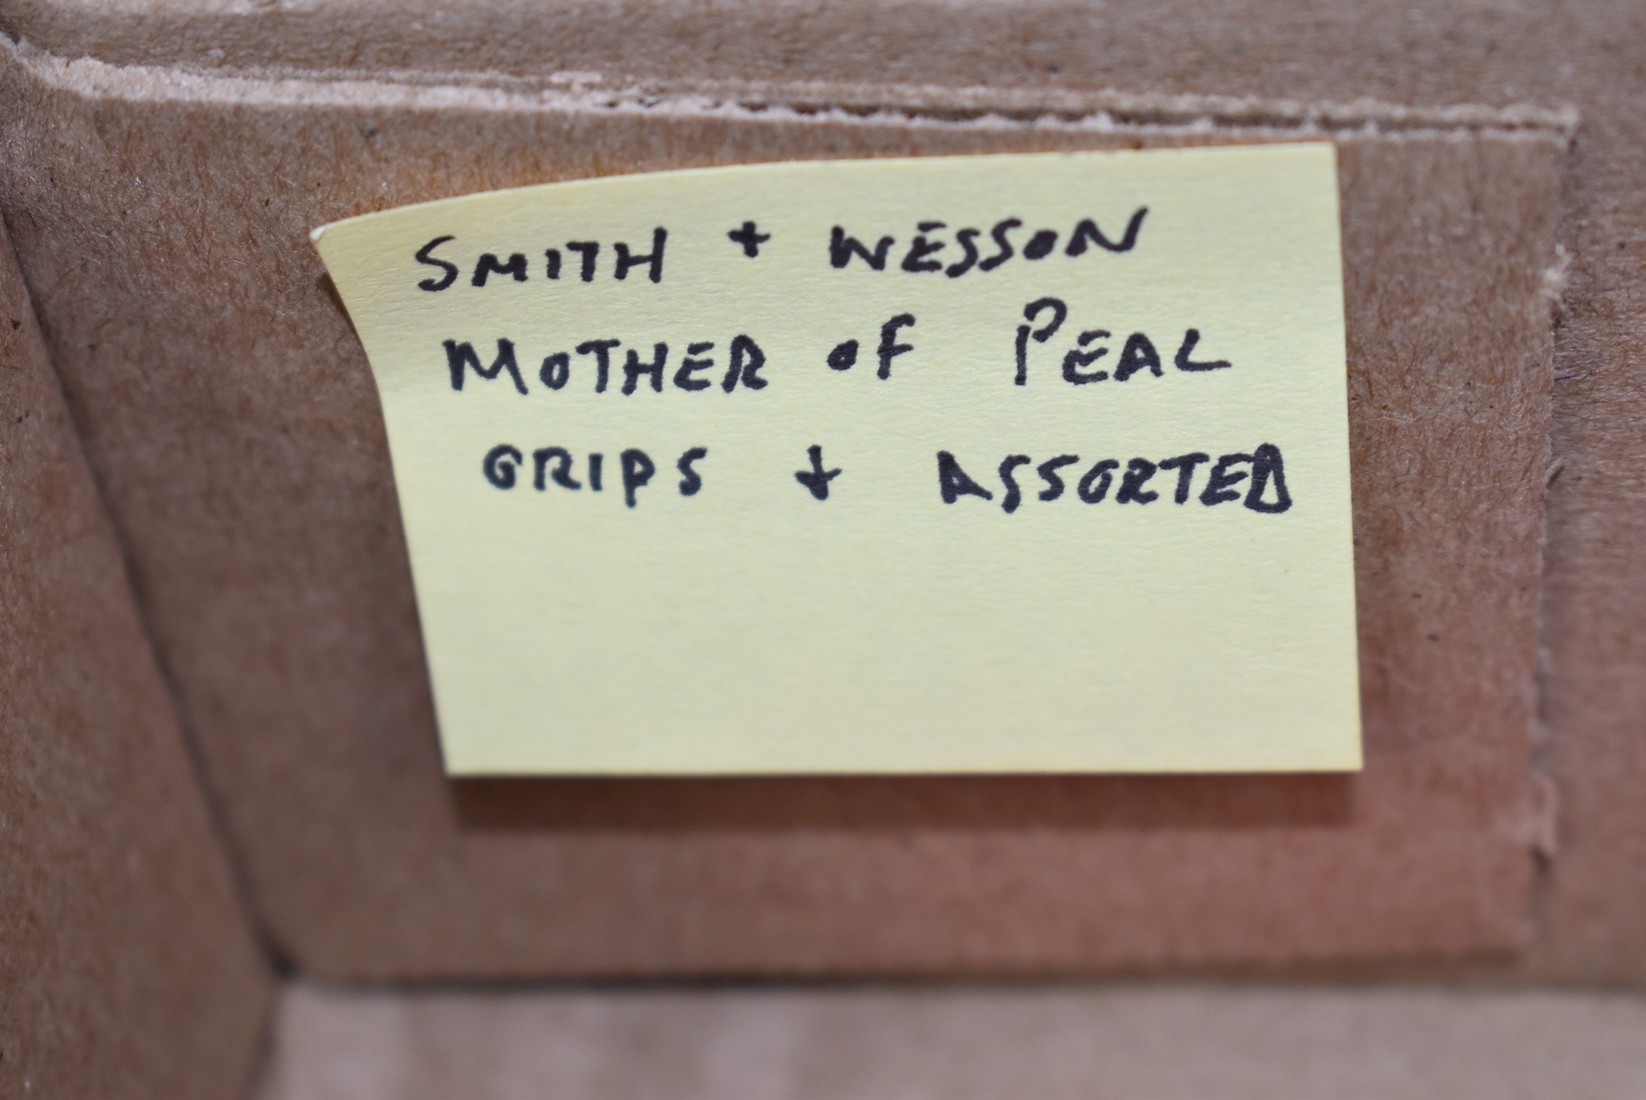 SMITH + WESSON
MOTHER OF PEAL
GRIPS + ASSORTED